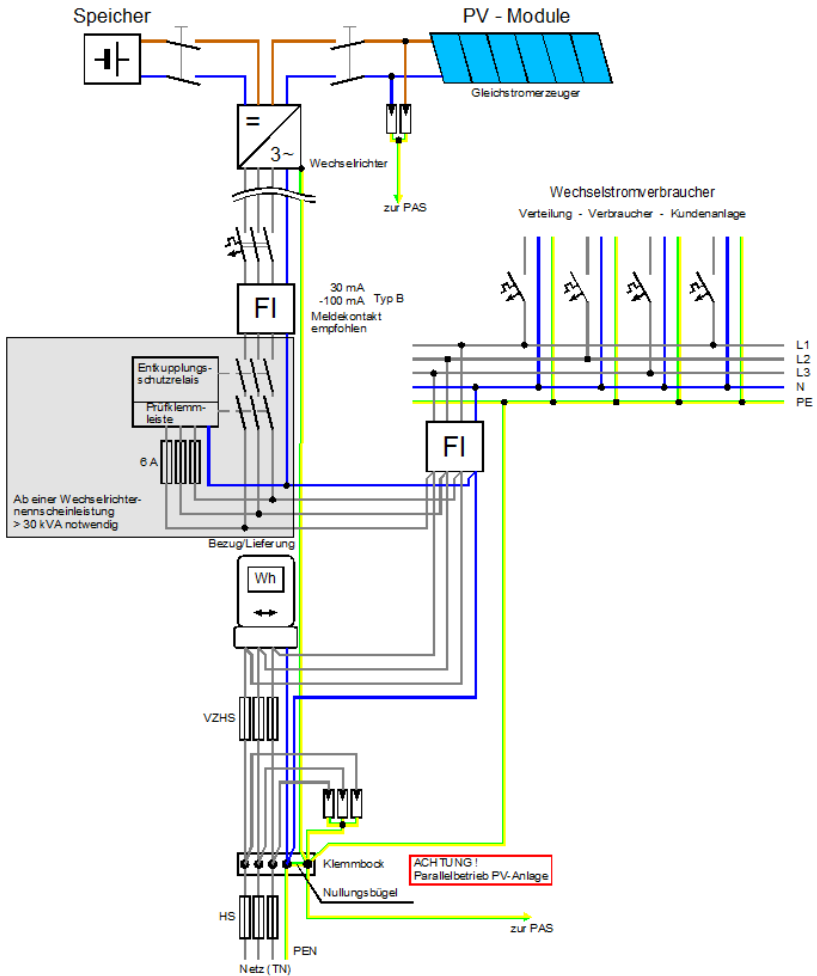 Speicher
PV - Module
Gleichstromerzeuger
=
3~
Wechselrichter
zur PAS
Wechselstromverbraucher
Verteilung - Verbraucher - Kundenanlage
30 mA
-100 mA Typ B
Meldekontakt
empfohlen
FI
L1
L2
L3
N
PE
Entkupplungs-
schutzrelais
Prüfklemm-
leiste
FI
6 A
Ab einer Wechselrichter-
nennscheinleistung
> 30 kVA notwendig
Bezug/Lieferung
Wh
VZHS
Klemmbock
ACHTUNG !
Parallelbetrieb PV-Anlage
Nullungsbügel
HS
zur PAS
PEN
Netz (TN)